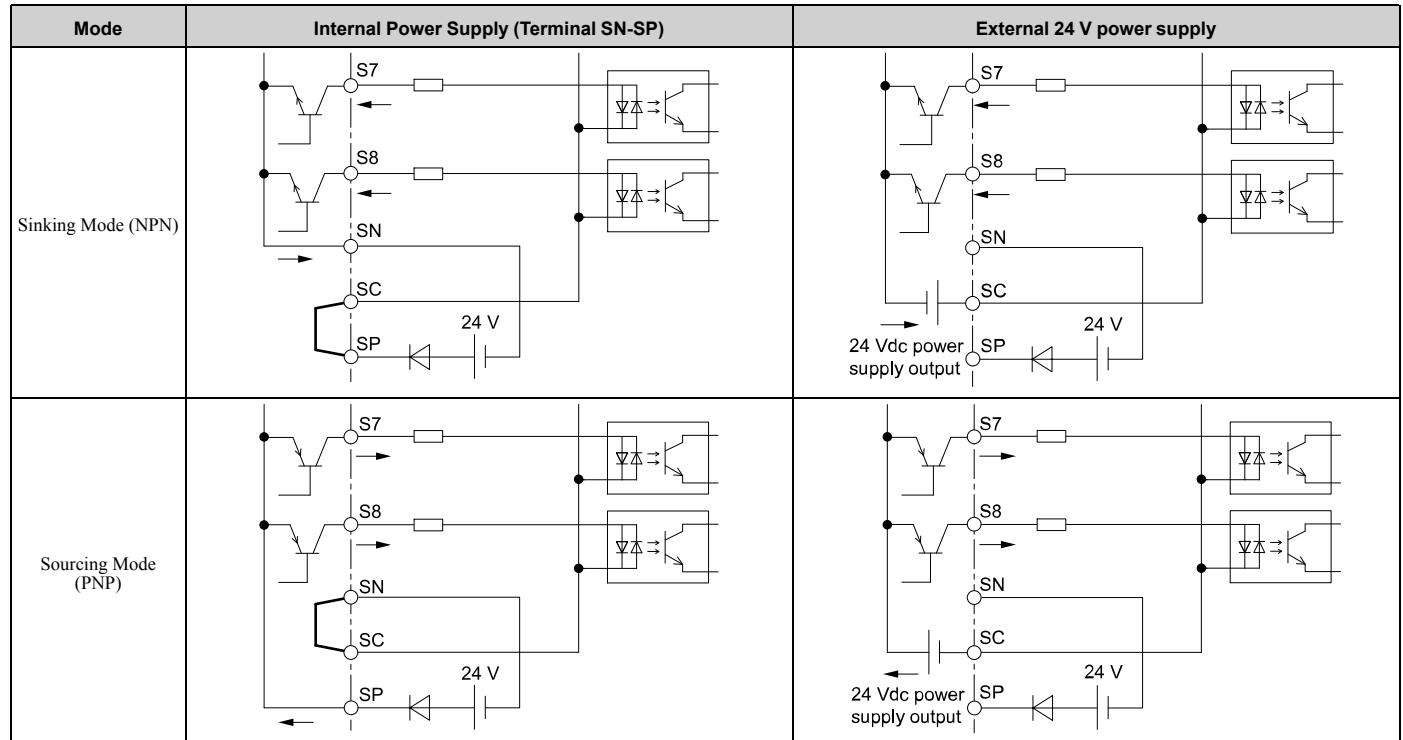 Mode
Internal Power Supply (Terminal SN-SP)
External 24 V power supply
Sinking Mode (NPN)
S7
S8
SN
SC
24 V
SP
S7
S8
SN
SC
24 V
24 Vdc power
supply output
SP
Sourcing Mode
(PNP)
S7
S8
SN
SC
24 V
SP
S7
S8
SN
SC
24 V
24 Vdc power
supply output
SP